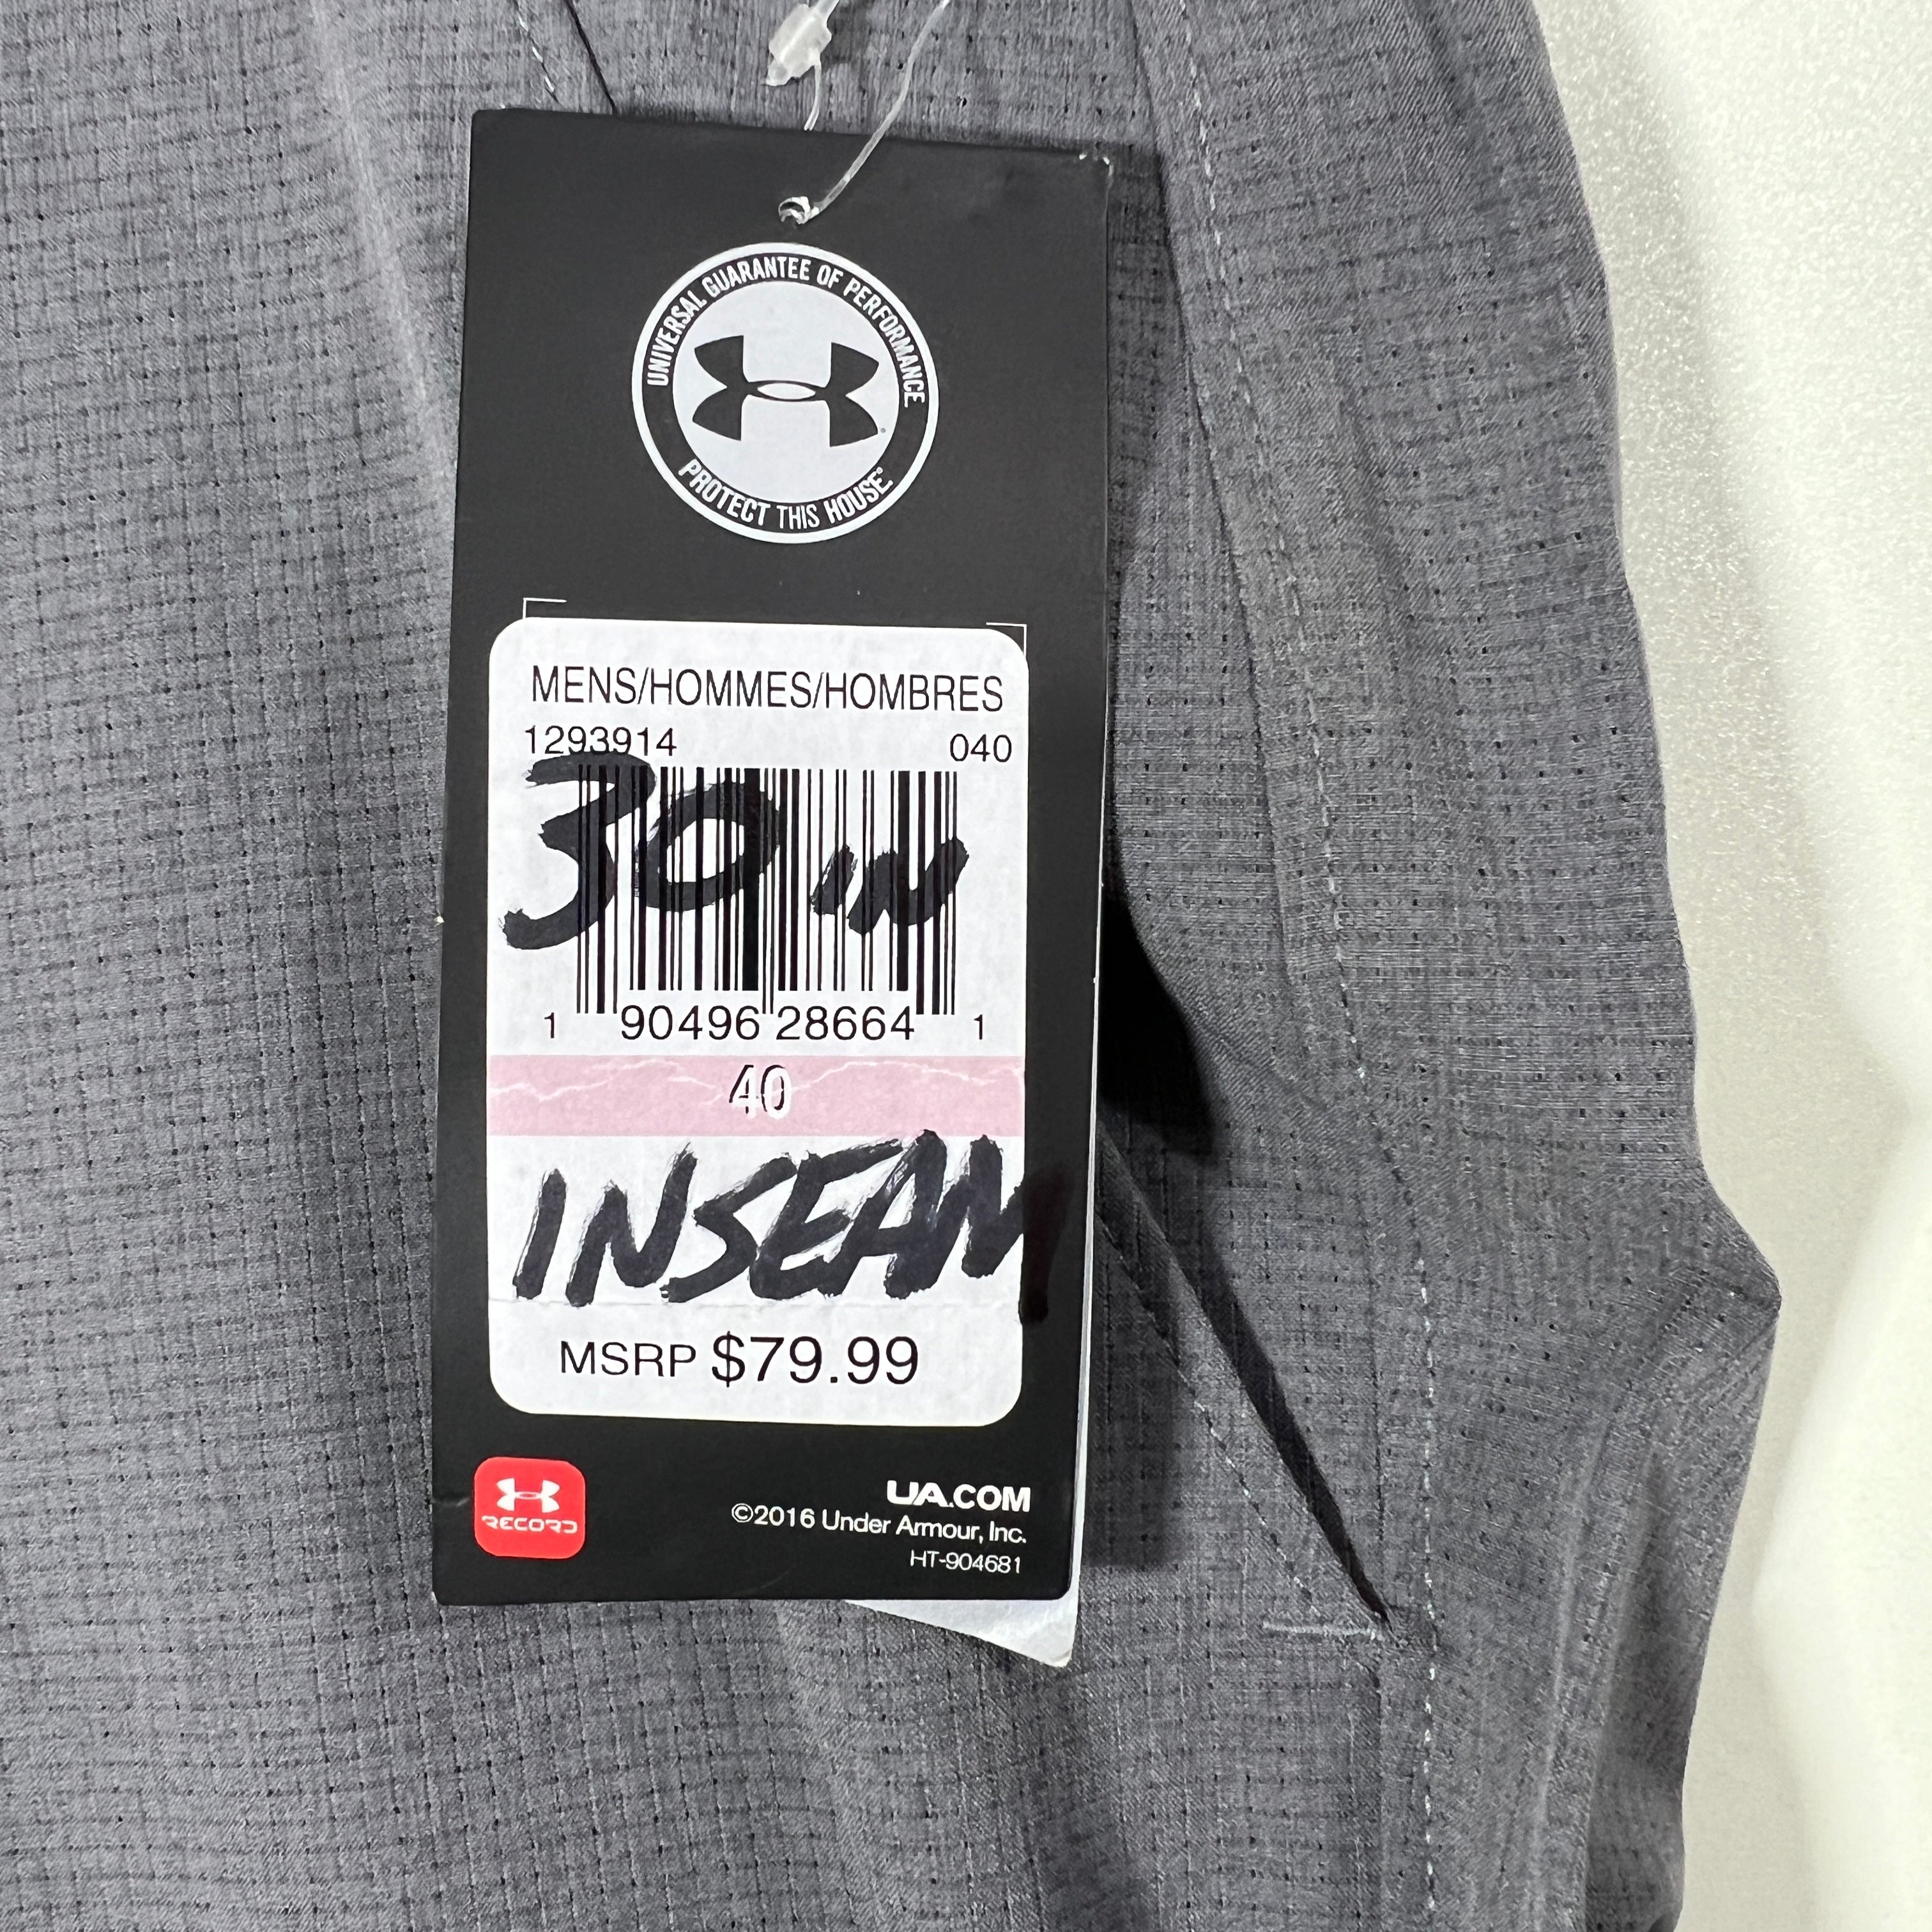 UNIVERSAL GUARANTEE OF PERFORMANCE.
PROTECT THIS HOUSE®
MENS/HOMMES/HOMBRES
1293914 040
30 IN
1 90496 28664 1
40
INSEAM
MSRP $79.99
RECORD
UA.COM
©2016 Under Armour, Inc.
HT-904681